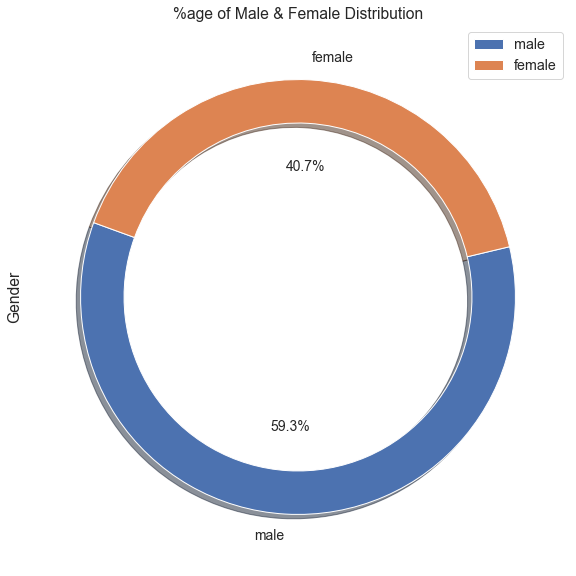 %age of Male & Female Distribution
male
female
female
40.7%
Gender
59.3%
male